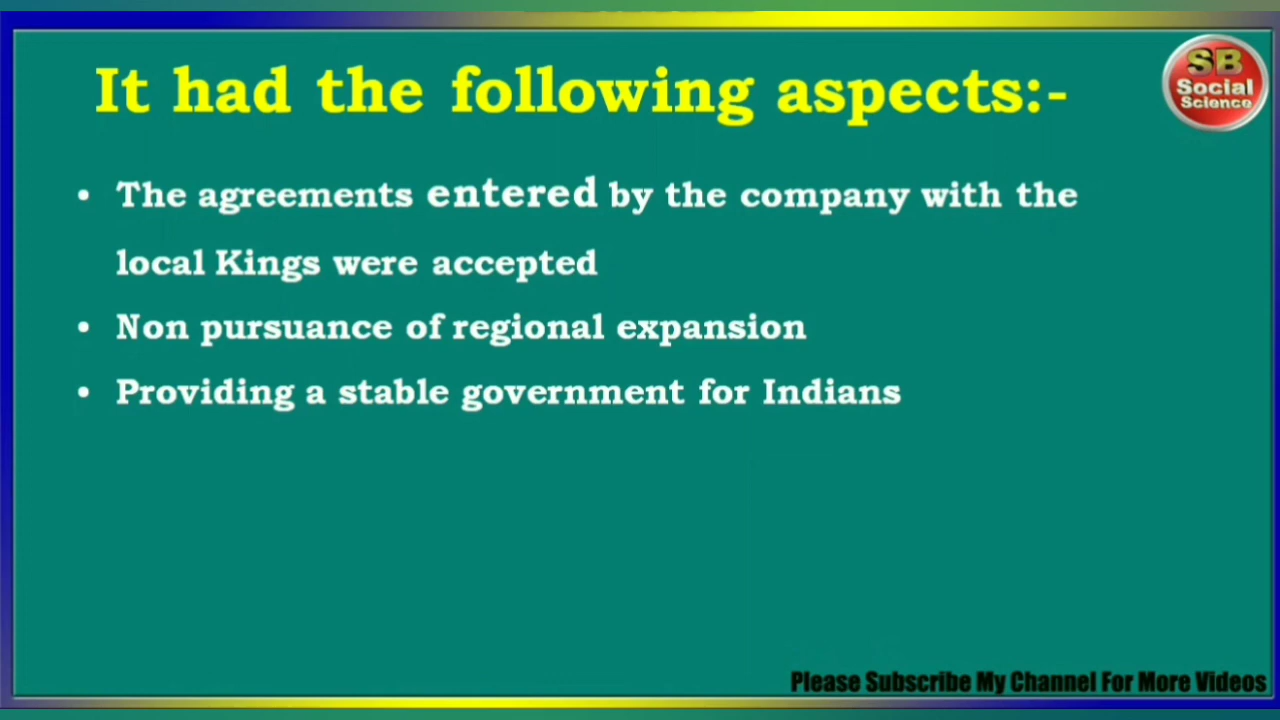 It had the following aspects:-
SB
Social
Science
• The agreements entered by the company with the
local Kings were accepted
• Non pursuance of regional expansion
• Providing a stable government for Indians
Please Subscribe My Channel For More Videos